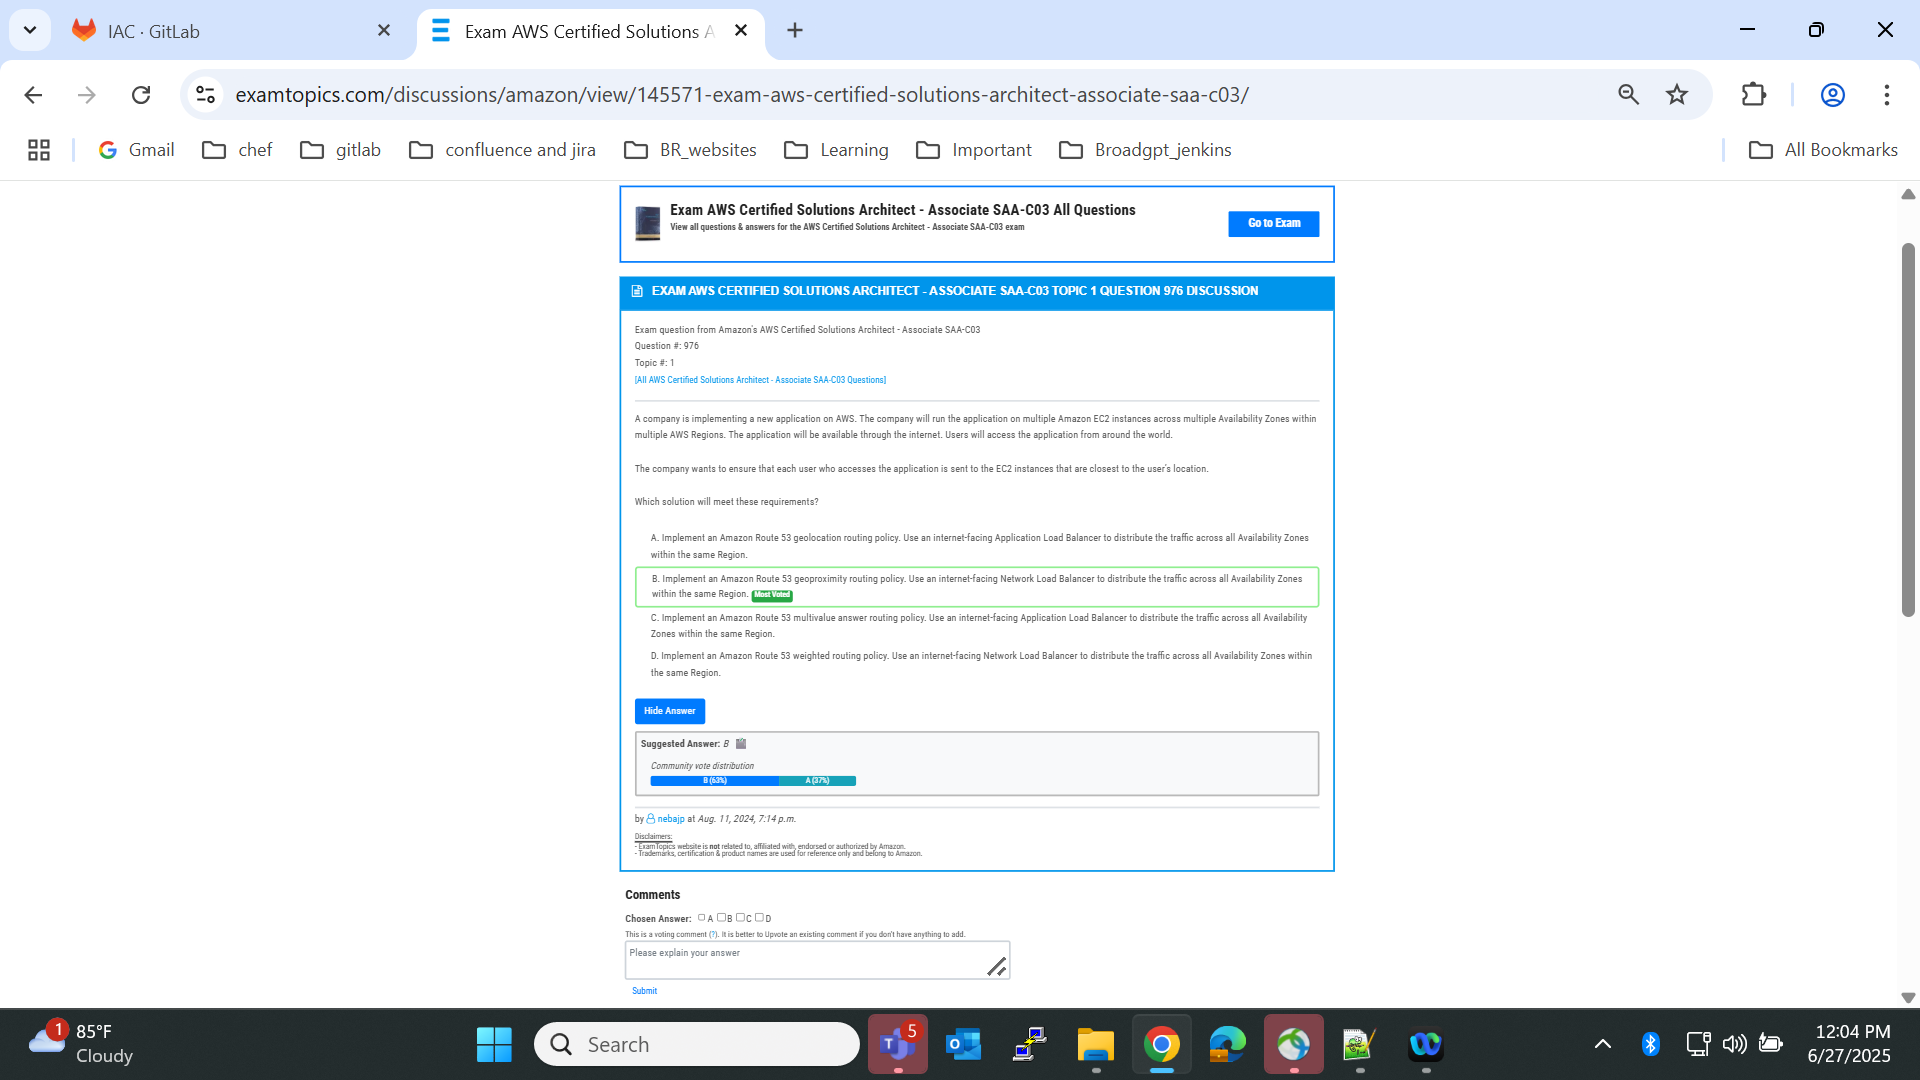 IAC · GitLab
Exam AWS Certified Solutions A
examtopics.com/discussions/amazon/view/145571-exam-aws-certified-solutions-architect-associate-saa-c03/
Gmail
chef
gitlab
confluence and jira
BR_websites
Learning
Important
Broadgpt_jenkins
All Bookmarks
Exam AWS Certified Solutions Architect - Associate SAA-C03 All Questions
View all questions & answers for the AWS Certified Solutions Architect - Associate SAA-C03 exam
Go to Exam
EXAM AWS CERTIFIED SOLUTIONS ARCHITECT - ASSOCIATE SAA-C03 TOPIC 1 QUESTION 976 DISCUSSION
Exam question from Amazon's AWS Certified Solutions Architect - Associate SAA-C03
Question #: 976
Topic #: 1
[All AWS Certified Solutions Architect - Associate SAA-C03 Questions]
A company is implementing a new application on AWS. The company will run the application on multiple Amazon EC2 instances across multiple Availability Zones within
multiple AWS Regions. The application will be available through the internet. Users will access the application from around the world.
The company wants to ensure that each user who accesses the application is sent to the EC2 instances that are closest to the user's location.
Which solution will meet these requirements?
A. Implement an Amazon Route 53 geolocation routing policy. Use an internet-facing Application Load Balancer to distribute the traffic across all Availability Zones
within the same Region.
B. Implement an Amazon Route 53 geoproximity routing policy. Use an internet-facing Network Load Balancer to distribute the traffic across all Availability Zones
within the same Region. Most Voted
C. Implement an Amazon Route 53 multivalue answer routing policy. Use an internet-facing Application Load Balancer to distribute the traffic across all Availability
Zones within the same Region.
D. Implement an Amazon Route 53 weighted routing policy. Use an internet-facing Network Load Balancer to distribute the traffic across all Availability Zones within
the same Region.
Hide Answer
Suggested Answer: B
Community vote distribution
B (63%) A (37%)
by nebajp at Aug. 11, 2024, 7:14 p.m.
Disclaimers:
- ExamTopics website is not related to, affiliated with, endorsed or authorized by Amazon.
- Trademarks, certification & product names are used for reference only and belong to Amazon.
Comments
Chosen Answer: A B C D
This is a voting comment (?). It is better to Upvote an existing comment if you don't have anything to add.
Please explain your answer
Submit
1
85°F
Cloudy
Search
5
12:04 PM
6/27/2025